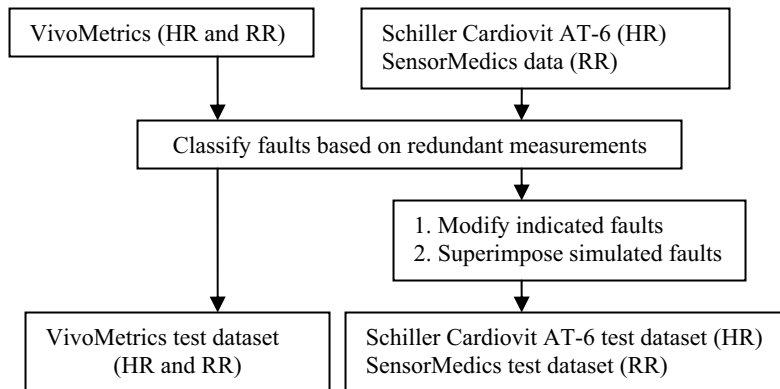 VivoMetrics (HR and RR)
Schiller Cardiovit AT-6 (HR)
SensorMedics data (RR)
Classify faults based on redundant measurements
1. Modify indicated faults
2. Superimpose simulated faults
VivoMetrics test dataset
(HR and RR)
Schiller Cardiovit AT-6 test dataset (HR)
SensorMedics test dataset (RR)